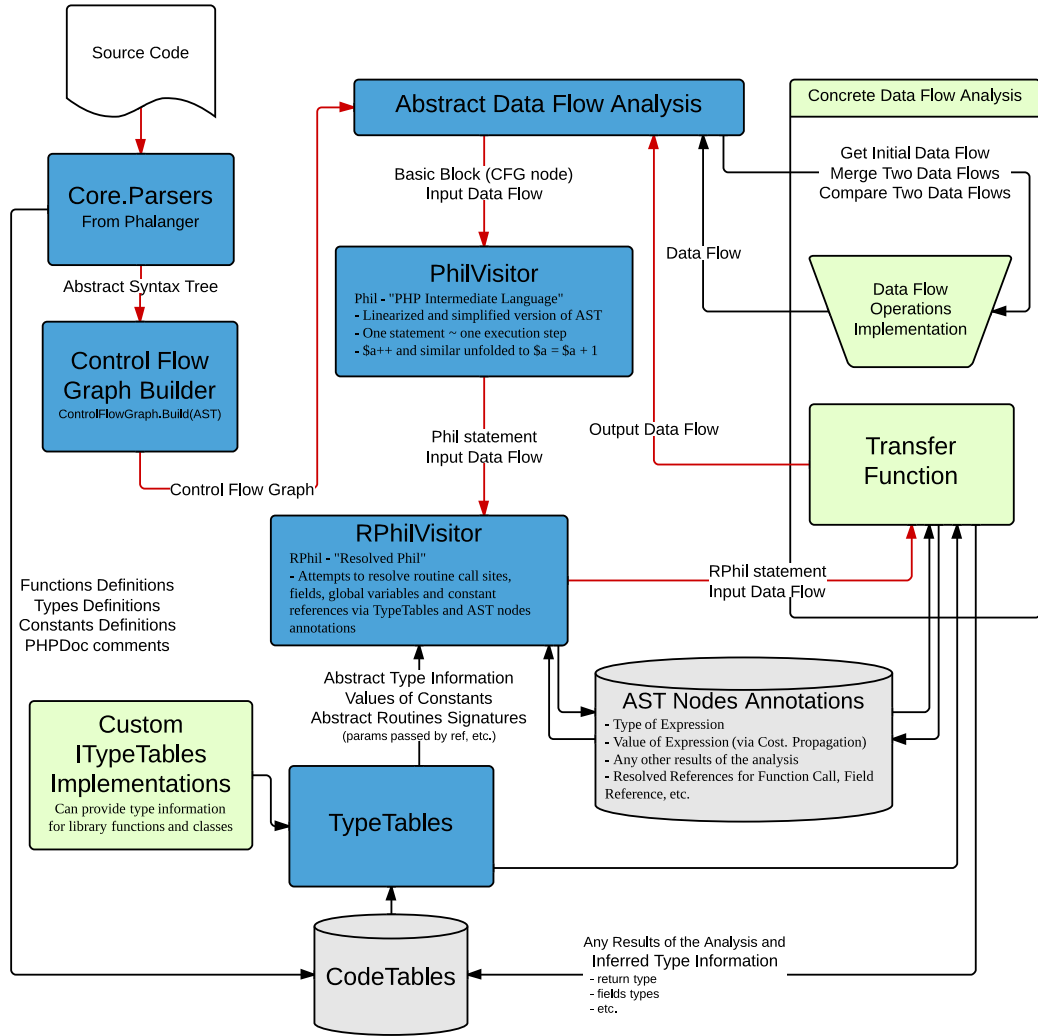 Source Code
Core.Parsers
From Phalanger
Abstract Syntax Tree
Control Flow
Graph Builder
ControlFlowGraph.Build(AST)
Control Flow Graph
Abstract Data Flow Analysis
Basic Block (CFG node)
Input Data Flow
PhilVisitor
Phil - "PHP Intermediate Language"
- Linearized and simplified version of AST
- One statement ~ one execution step
- $a++ and similar unfolded to $a = $a + 1
Phil statement
Input Data Flow
Concrete Data Flow Analysis
Get Initial Data Flow
Merge Two Data Flows
Compare Two Data Flows
Data Flow
Data Flow
Operations
Implementation
Output Data Flow
Transfer
Function
RPhilVisitor
RPhil - "Resolved Phil"
- Attempts to resolve routine call sites,
fields, global variables and constant
references via TypeTables and AST nodes
annotations
RPhil statement
Input Data Flow
Functions Definitions
Types Definitions
Constants Definitions
PHPDoc comments
Abstract Type Information
Values of Constants
Abstract Routines Signatures
(params passed by ref, etc.)
AST Nodes Annotations
- Type of Expression
- Value of Expression (via Cost. Propagation)
- Any other results of the analysis
- Resolved References for Function Call, Field
Reference, etc.
Custom
ITypeTables
Implementations
Can provide type information
for library functions and classes
TypeTables
CodeTables
Any Results of the Analysis and
Inferred Type Information
- return type
- fields types
- etc.